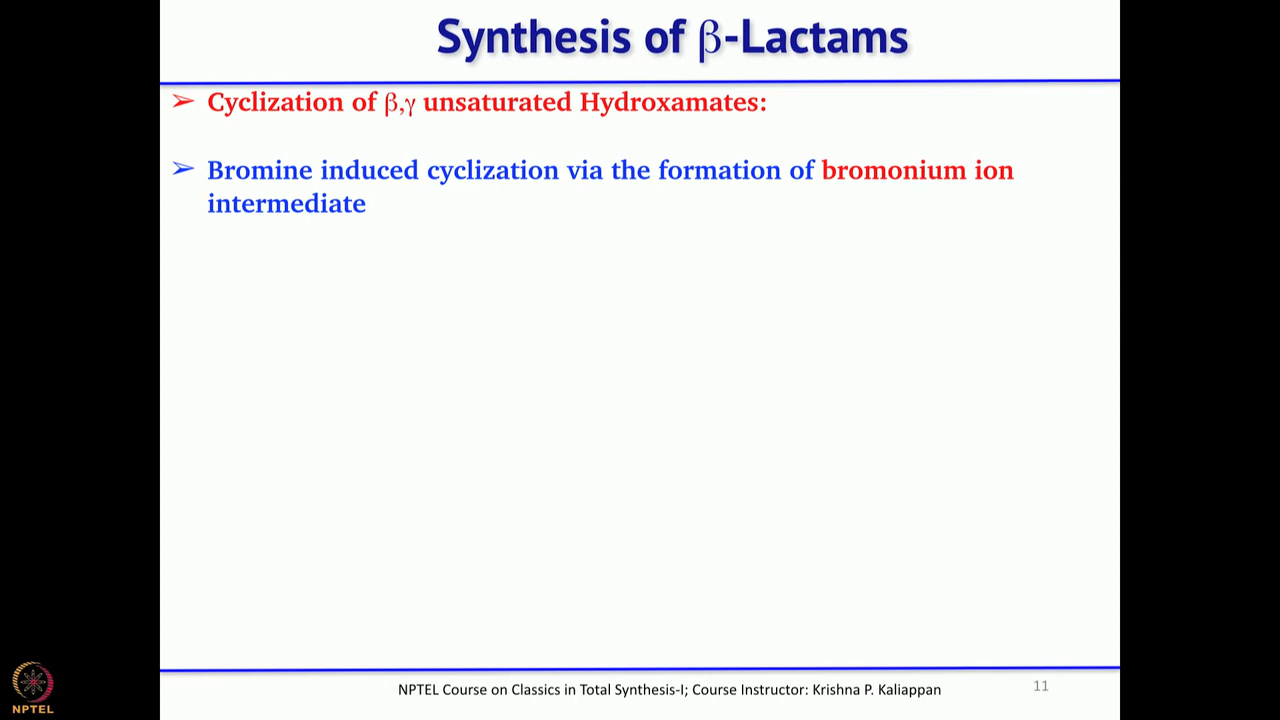 Synthesis of β-Lactams
➢ Cyclization of β,γ unsaturated Hydroxamates:
➢ Bromine induced cyclization via the formation of bromonium ion
intermediate
NPTEL Course on Classics in Total Synthesis-I; Course Instructor: Krishna P. Kaliappan
11
NPTEL